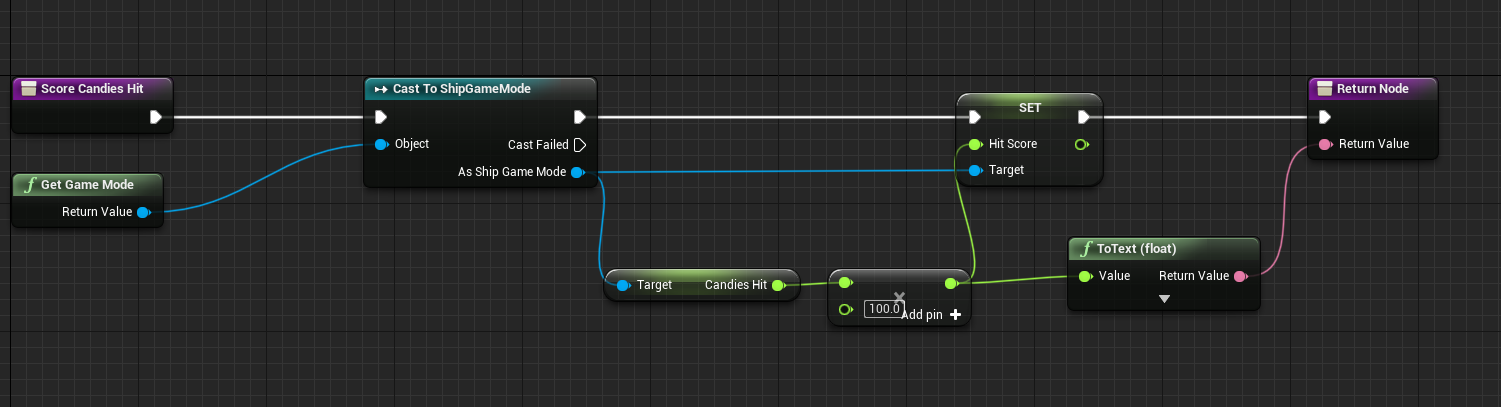 Score Candies Hit
Get Game Mode
Return Value
Cast To ShipGameMode
Object
Cast Failed
As Ship Game Mode
Target
Candies Hit
100.0
Add pin
SET
Hit Score
Target
ToText (float)
Value
Return Value
Return Node
Return Value